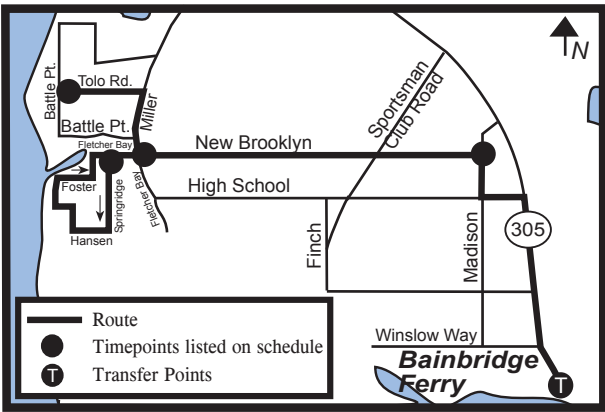 N
Tolo Rd.
Battle Pt.
Miller
Battle Pt.
Fletcher Bay
New Brooklyn
Sportsman
Club Road
Foster
Springridge
Hansen
Fletcher Bay
High School
Finch
Madison
305
Winslow Way
Bainbridge
Ferry
T
Route
Timepoints listed on schedule
T Transfer Points